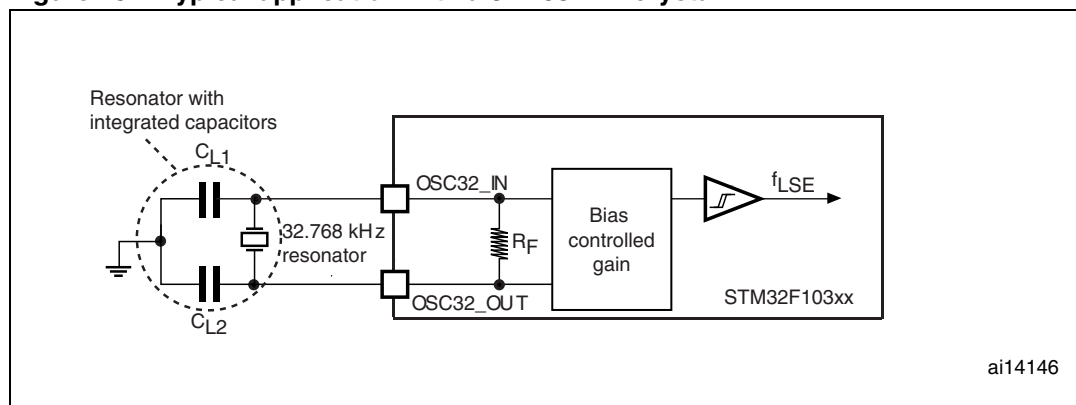 Resonator with
integrated capacitors
CL1
OSC32_IN
fLSE
32.768 kHz
resonator
RF
Bias
controlled
gain
OSC32_OUT
STM32F103xx
CL2
ai14146